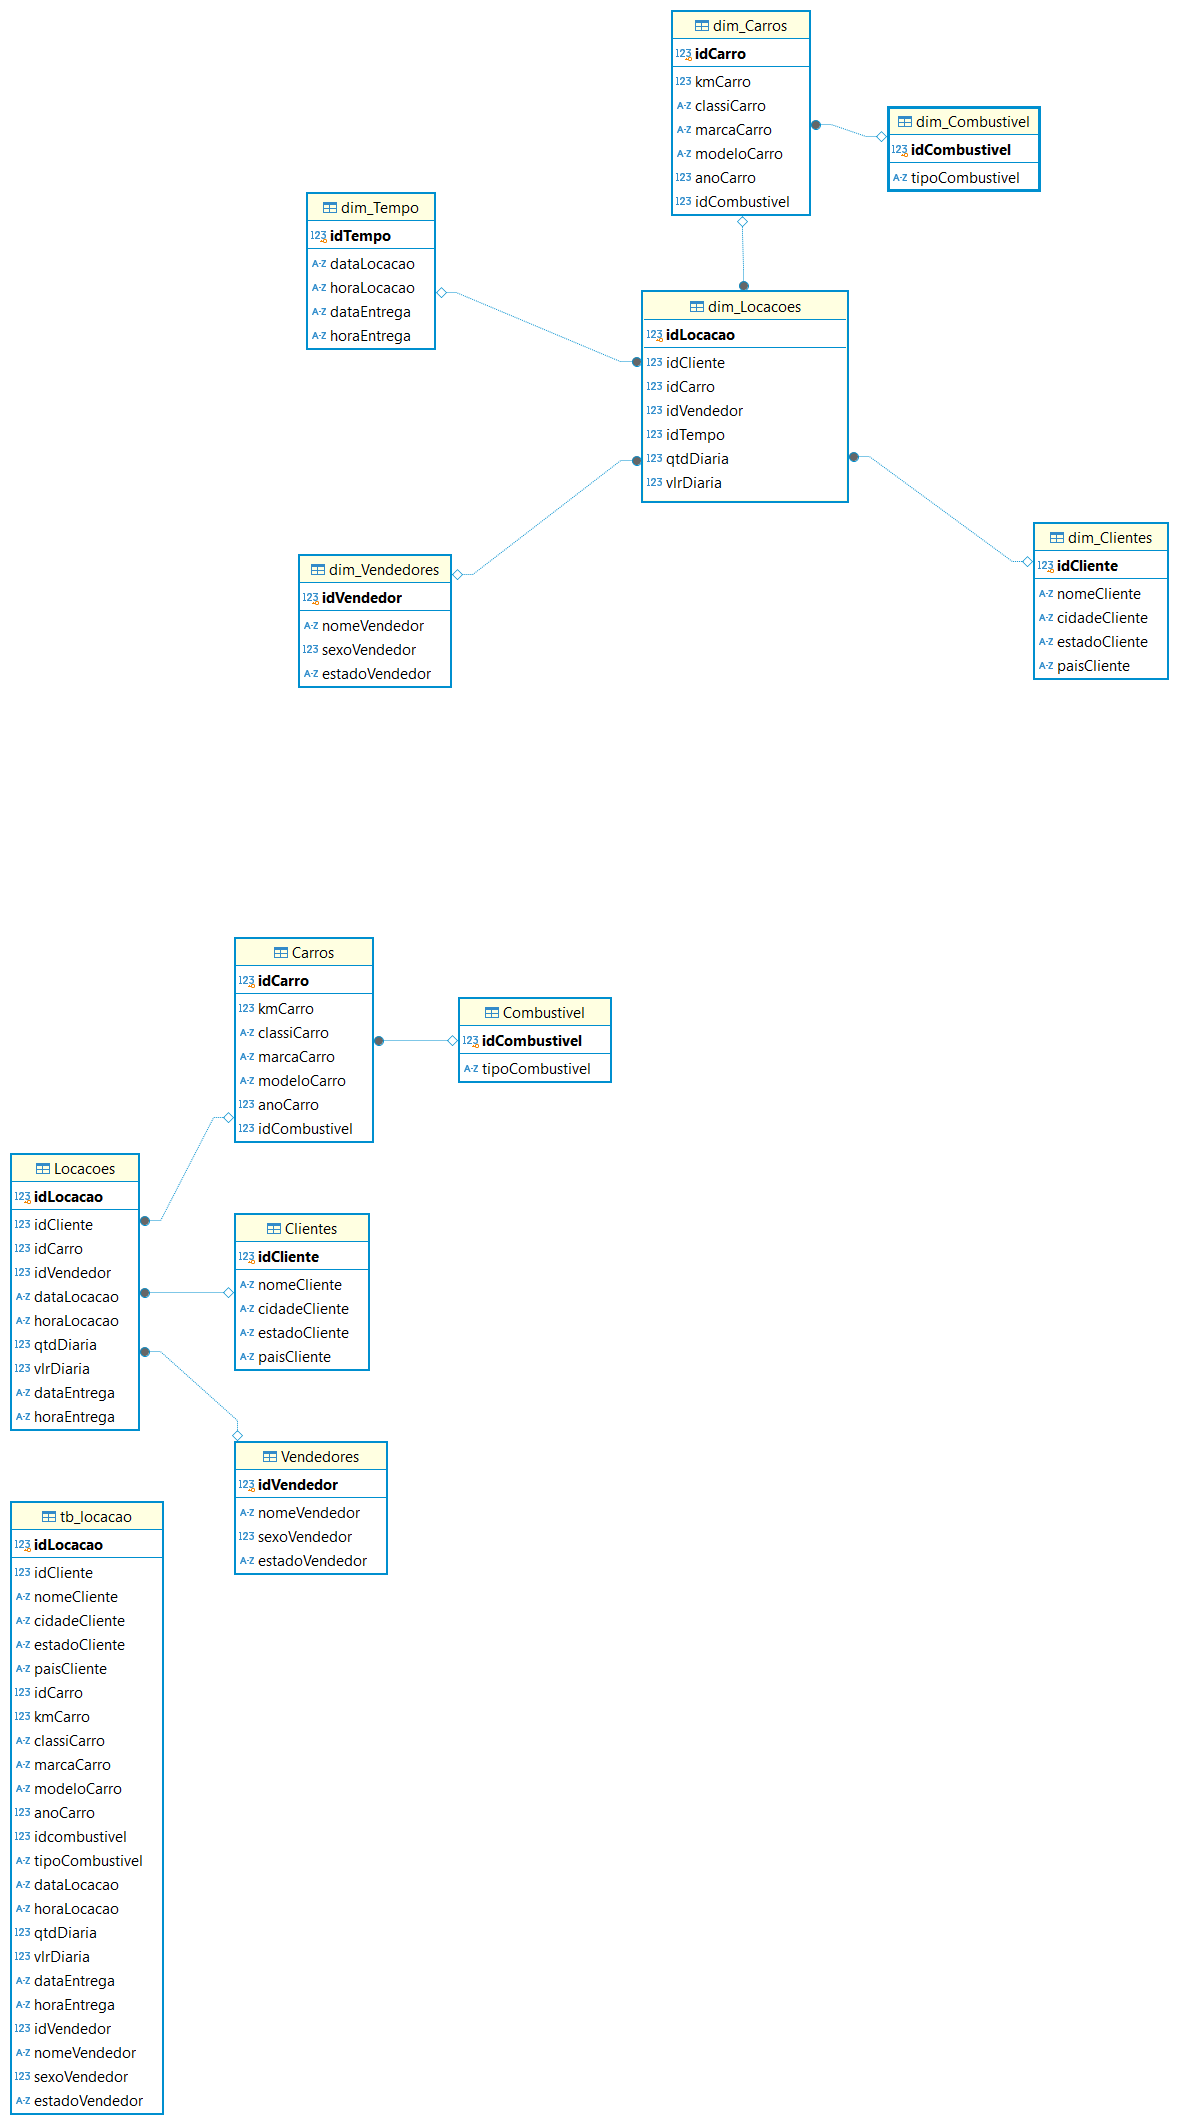 dim_Carros
123 idCarro
123 kmCarro
A-Z classiCarro
A-Z marcaCarro
A-Z modeloCarro
123 anoCarro
123 idCombustivel
dim_Combustivel
123 idCombustivel
A-Z tipoCombustivel
dim_Tempo
123 idTempo
A-Z dataLocacao
A-Z horaLocacao
A-Z dataEntrega
A-Z horaEntrega
dim_Locacoes
123 idLocacao
123 idCliente
123 idCarro
123 idVendedor
123 idTempo
123 qtdDiaria
123 vlrDiaria
dim_Vendedores
123 idVendedor
A-Z nomeVendedor
123 sexoVendedor
A-Z estadoVendedor
dim_Clientes
123 idCliente
A-Z nomeCliente
A-Z cidadeCliente
A-Z estadoCliente
A-Z paisCliente
Carros
123 idCarro
123 kmCarro
A-Z classiCarro
A-Z marcaCarro
A-Z modeloCarro
123 anoCarro
123 idCombustivel
Combustivel
123 idCombustivel
A-Z tipoCombustivel
Locacoes
123 idLocacao
123 idCliente
123 idCarro
123 idVendedor
A-Z dataLocacao
A-Z horaLocacao
123 qtdDiaria
123 vlrDiaria
A-Z dataEntrega
A-Z horaEntrega
Clientes
123 idCliente
A-Z nomeCliente
A-Z cidadeCliente
A-Z estadoCliente
A-Z paisCliente
Vendedores
123 idVendedor
A-Z nomeVendedor
123 sexoVendedor
A-Z estadoVendedor
tb_locacao
123 idLocacao
123 idCliente
A-Z nomeCliente
A-Z cidadeCliente
A-Z estadoCliente
A-Z paisCliente
123 idCarro
123 kmCarro
A-Z classiCarro
A-Z marcaCarro
A-Z modeloCarro
123 anoCarro
123 idcombustivel
A-Z tipoCombustivel
A-Z dataLocacao
A-Z horaLocacao
123 qtdDiaria
123 vlrDiaria
A-Z dataEntrega
A-Z horaEntrega
123 idVendedor
A-Z nomeVendedor
123 sexoVendedor
A-Z estadoVendedor